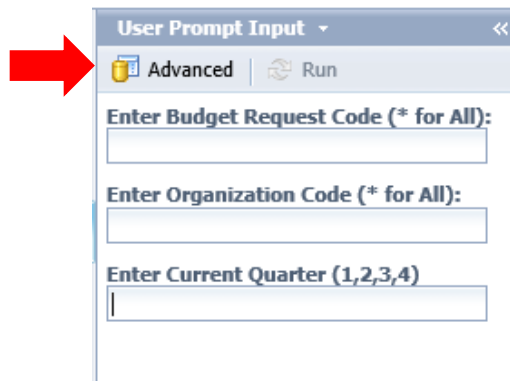 User Prompt Input
Advanced Run
Enter Budget Request Code (* for All):
Enter Organization Code (* for All):
Enter Current Quarter (1,2,3,4)